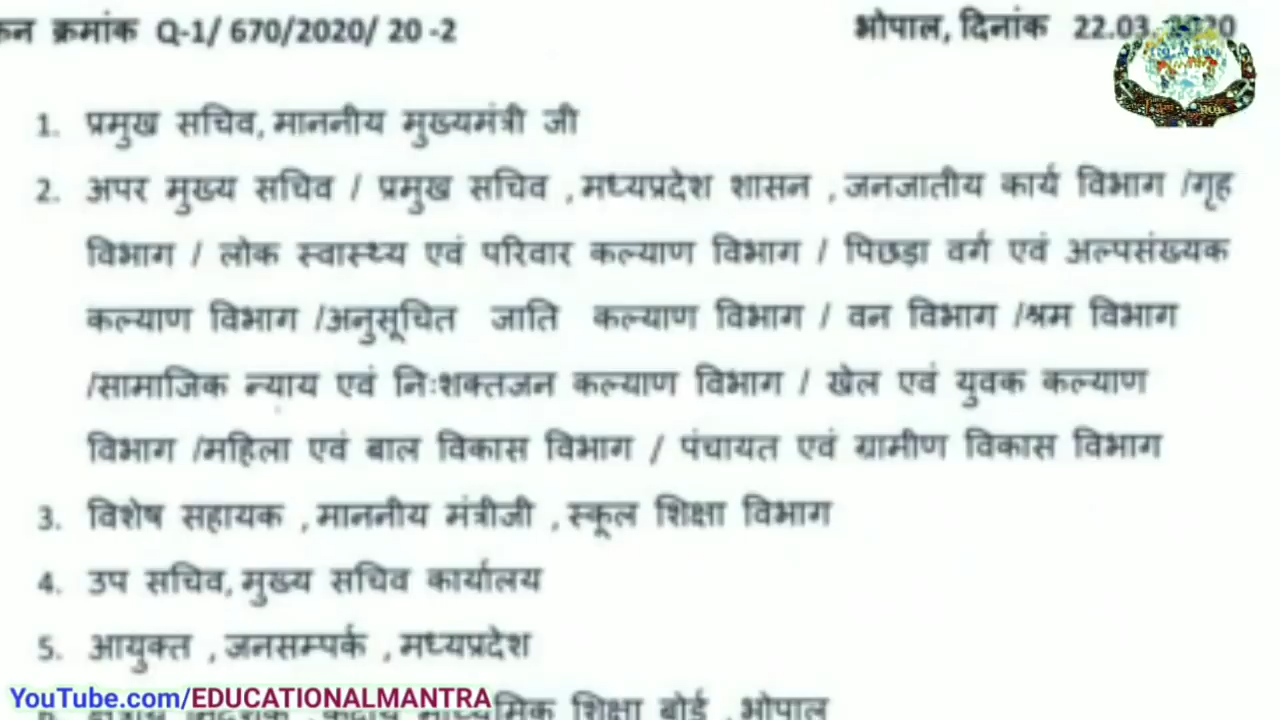 कन क्रमांक Q-1/ 670/2020/ 20 -2 भोपाल, दिनांक 22.03. 2020
1. प्रमुख सचिव, माननीय मुख्यमंत्री जी
2. अपर मुख्य सचिव / प्रमुख सचिव ,मध्यप्रदेश शासन ,जनजातीय कार्य विभाग /गृह
विभाग / लोक स्वास्थ्य एवं परिवार कल्याण विभाग / पिछड़ा वर्ग एवं अल्पसंख्यक
कल्याण विभाग /अनुसूचित जाति कल्याण विभाग / वन विभाग /श्रम विभाग
/सामाजिक न्याय एवं निःशक्तजन कल्याण विभाग / खेल एवं युवक कल्याण
विभाग /महिला एवं बाल विकास विभाग / पंचायत एवं ग्रामीण विकास विभाग
3. विशेष सहायक ,माननीय मंत्रीजी ,स्कूल शिक्षा विभाग
4. उप सचिव, मुख्य सचिव कार्यालय
5. आयुक्त ,जनसम्पर्क ,मध्यप्रदेश
शिक्षा बोर्ड ,भोपाल
YouTube.com/EDUCATIONALMANTRA